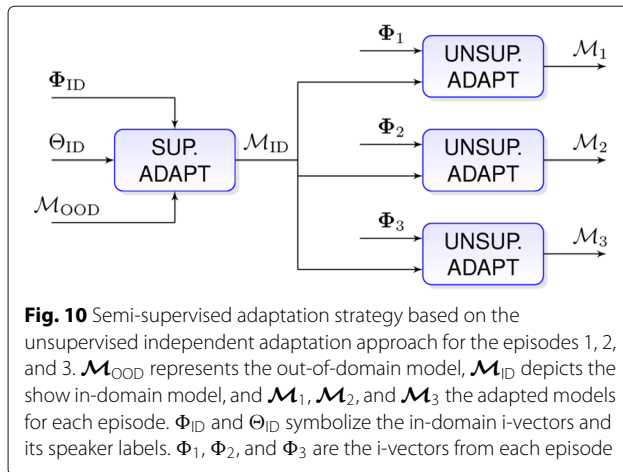 Φ₁
UNSUP. ADAPT
ℳ₁
Φ_ID
Θ_ID
ℳ_OOD
SUP. ADAPT
ℳ_ID
Φ₂
UNSUP. ADAPT
ℳ₂
Φ₃
UNSUP. ADAPT
ℳ₃
Fig. 10 Semi-supervised adaptation strategy based on the
unsupervised independent adaptation approach for the episodes 1, 2,
and 3. ℳ_OOD represents the out-of-domain model, ℳ_ID depicts the
show in-domain model, and ℳ₁, ℳ₂, and ℳ₃ the adapted models
for each episode. Φ_ID and Θ_ID symbolize the in-domain i-vectors and
its speaker labels. Φ₁, Φ₂, and Φ₃ are the i-vectors from each episode